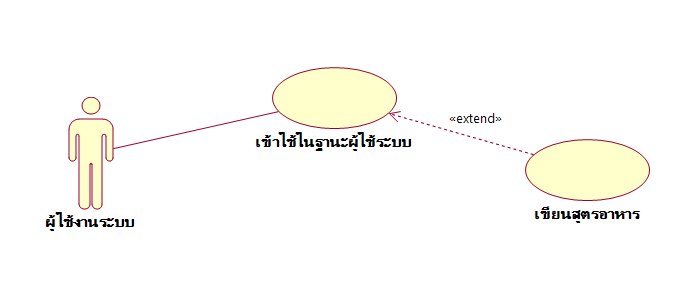 «extend»
เข้าใช้ในฐานะผู้ใช้ระบบ
ผู้ใช้งานระบบ
เขียนสูตรอาหาร